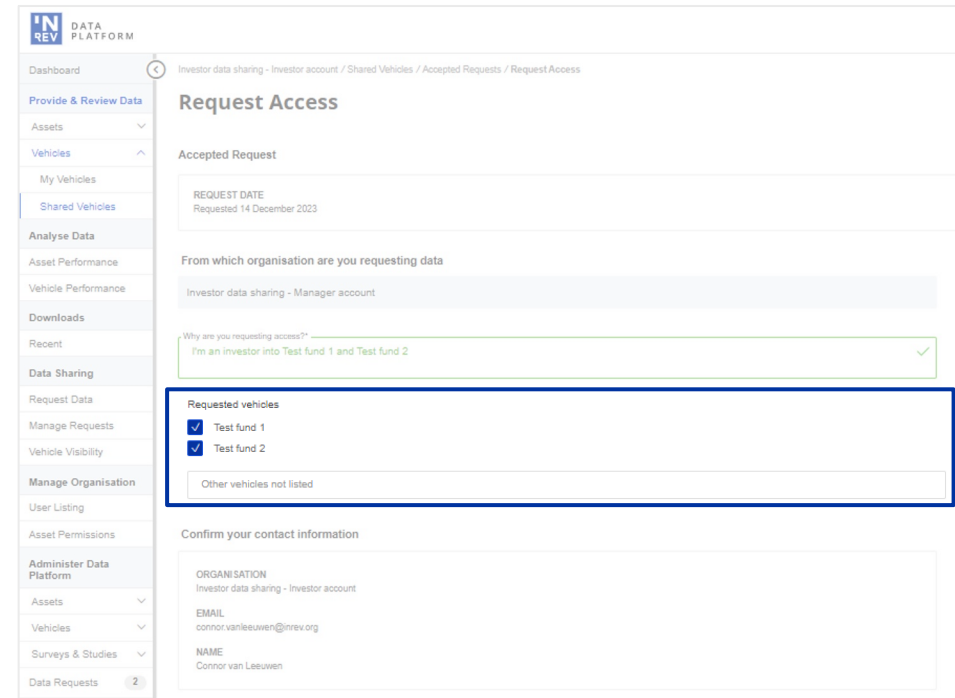 IN
REV
DATA
PLATFORM
Dashboard
Provide & Review Data
Assets
Vehicles
My Vehicles
Shared Vehicles
Analyse Data
Asset Performance
Vehicle Performance
Downloads
Recent
Data Sharing
Request Data
Manage Requests
Vehicle Visibility
Manage Organisation
User Listing
Asset Permissions
Administer Data
Platform
Assets
Vehicles
Surveys & Studies
Data Requests 2
Investor data sharing - Investor account / Shared Vehicles / Accepted Requests / Request Access
Request Access
Accepted Request
REQUEST DATE
Requested 14 December 2023
From which organisation are you requesting data
Investor data sharing - Manager account
Why are you requesting access?*
I'm an investor into Test fund 1 and Test fund 2
Requested vehicles
Test fund 1
Test fund 2
Other vehicles not listed
Confirm your contact information
ORGANISATION
Investor data sharing - Investor account
EMAIL
connor.vanleeuwen@inrev.org
NAME
Connor van Leeuwen